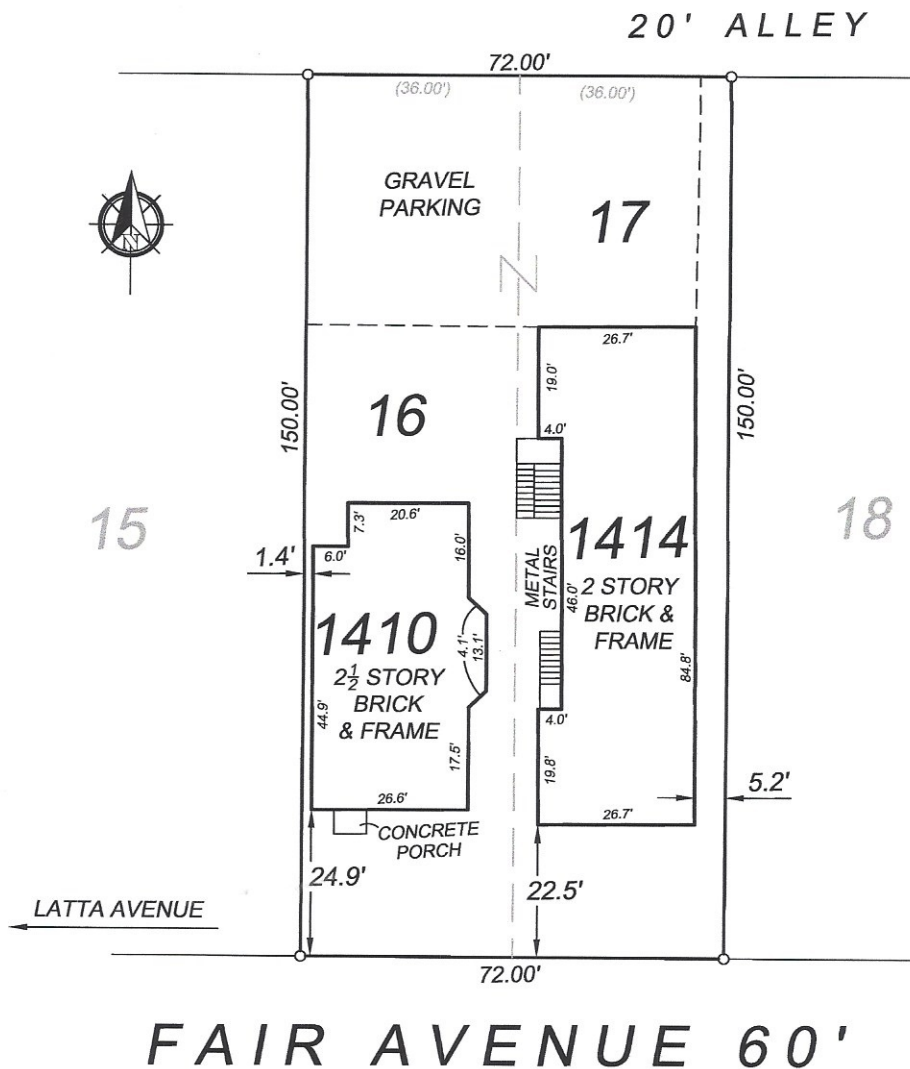 20' ALLEY
72.00'
(36.00')
(36.00')
GRAVEL
PARKING
17
N
Z
26.7'
19.0'
150.00'
150.00'
16
4.0'
15
18
20.6'
7.3'
16.0'
1.4'
6.0'
1414
METAL
STAIRS
46.0'
2 STORY
BRICK &
FRAME
1410
4.1'
13.1'
2½ STORY
BRICK
& FRAME
44.9'
84.8'
17.5'
4.0'
19.8'
5.2'
26.6'
26.7'
CONCRETE
PORCH
24.9'
22.5'
LATTA AVENUE
72.00'
FAIR AVENUE 60'